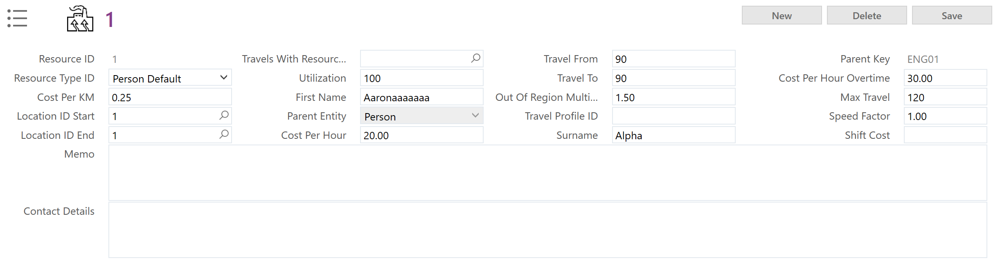 1
New Delete Save
Resource ID 1 Travels With Resourc... Travel From 90 Parent Key ENG01
Resource Type ID Person Default Utilization 100 Travel To 90 Cost Per Hour Overtime 30.00
Cost Per KM 0.25 First Name Aaronaaaaaaa Out Of Region Multi... 1.50 Max Travel 120
Location ID Start 1 Parent Entity Person Travel Profile ID Speed Factor 1.00
Location ID End 1 Cost Per Hour 20.00 Surname Alpha Shift Cost
Memo
Contact Details